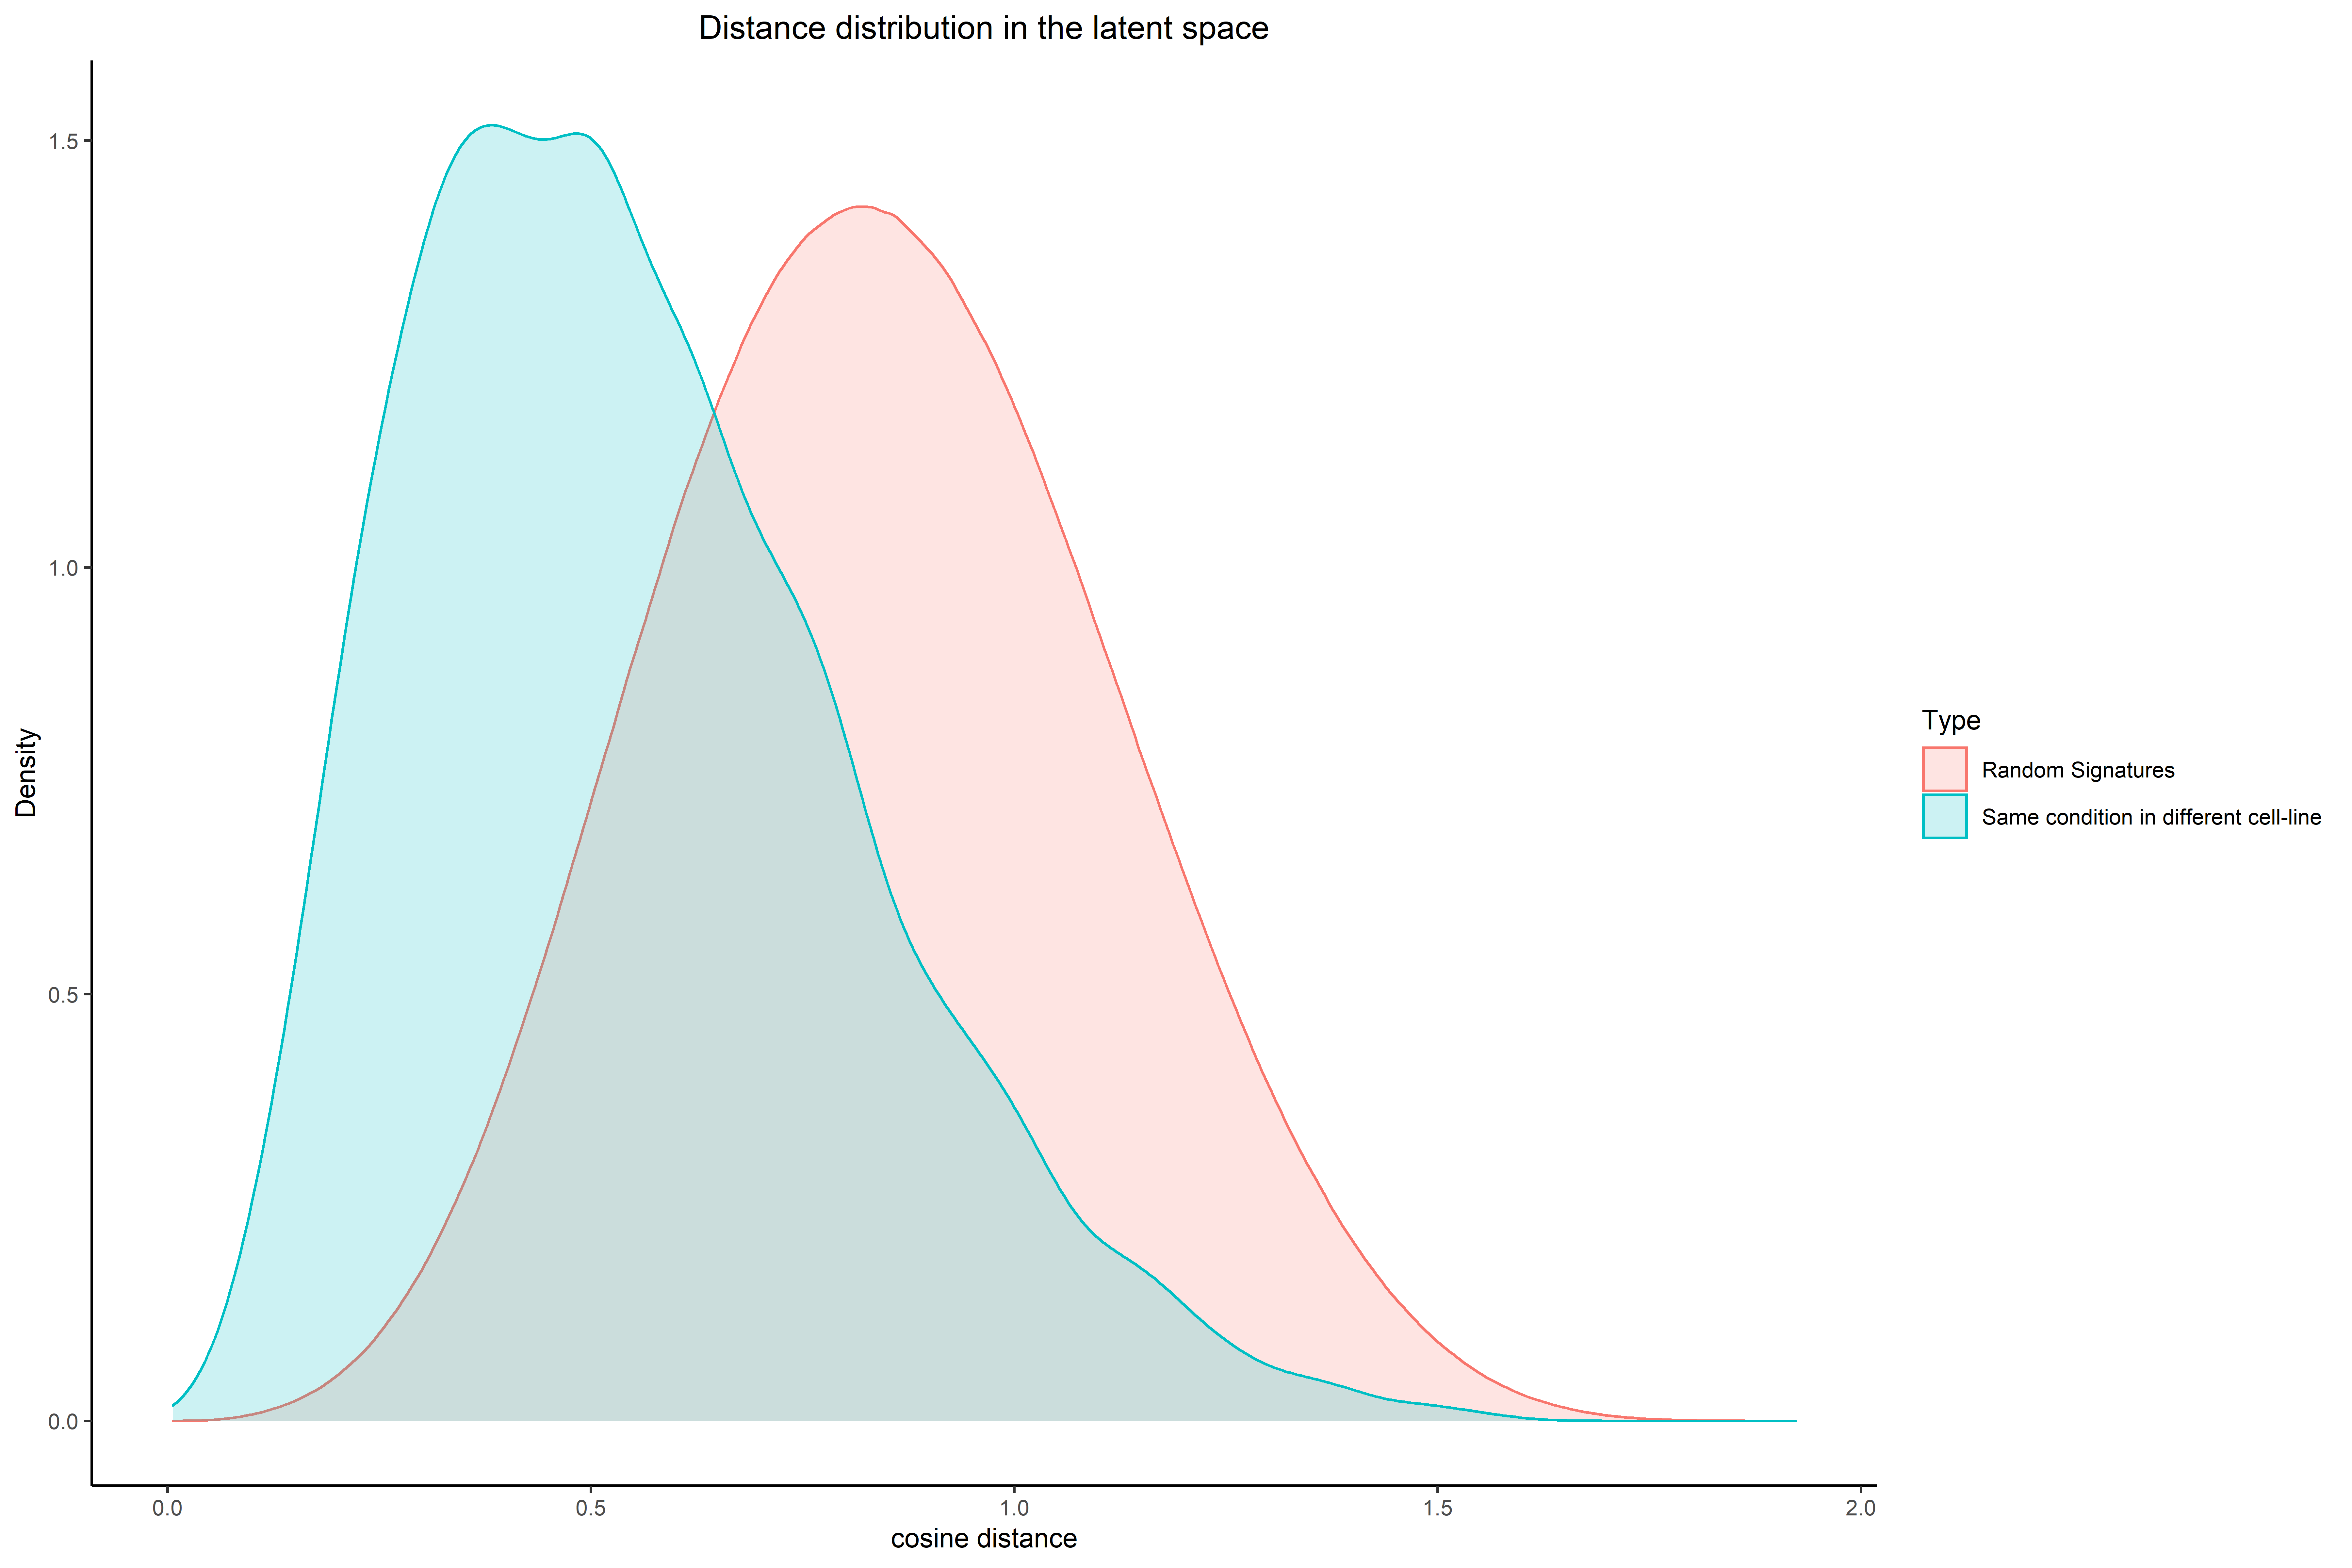 Distance distribution in the latent space
1.5
1.0
0.5
0.0
Density
0.0
0.5
1.0
1.5
2.0
cosine distance
Type
Random Signatures
Same condition in different cell-line